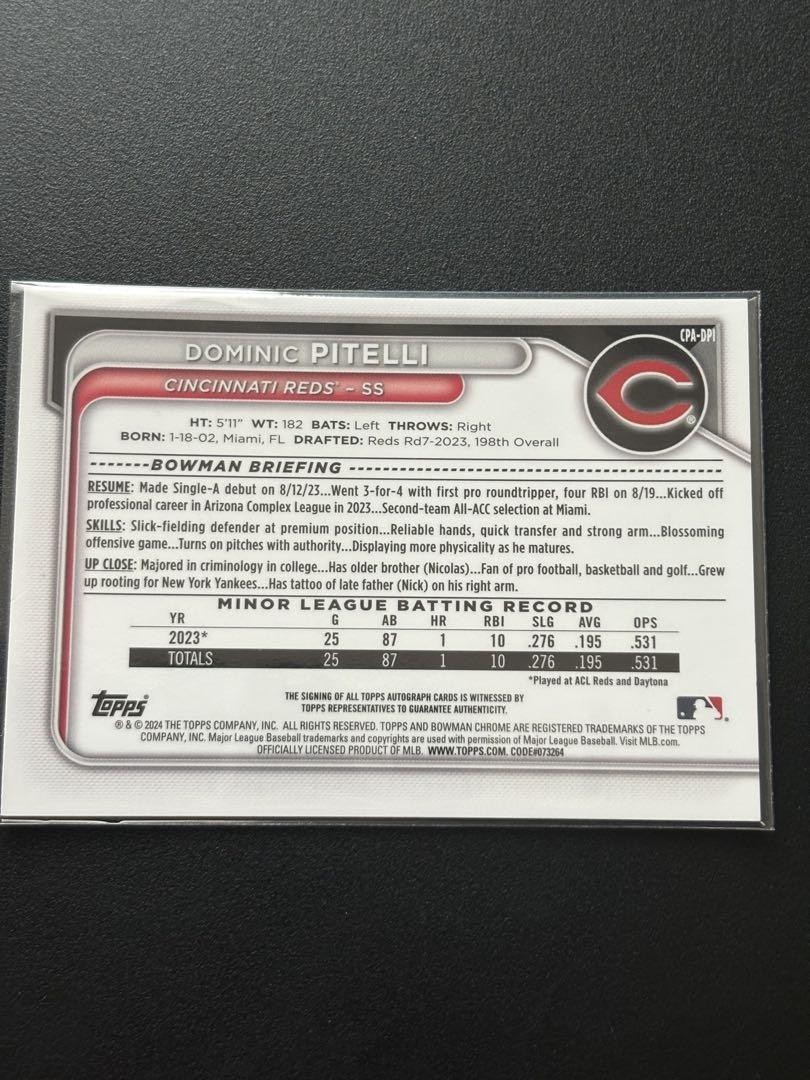 CPA-DPI
DOMINIC PITELLI
CINCINNATI REDS® – SS
HT: 5'11" WT: 182 BATS: Left THROWS: Right
BORN: 1-18-02, Miami, FL DRAFTED: Reds Rd7-2023, 198th Overall
BOWMAN BRIEFING
RESUME: Made Single-A debut on 8/12/23...Went 3-for-4 with first pro roundtripper, four RBI on 8/19...Kicked off
professional career in Arizona Complex League in 2023...Second-team All-ACC selection at Miami.
SKILLS: Slick-fielding defender at premium position...Reliable hands, quick transfer and strong arm...Blossoming
offensive game...Turns on pitches with authority...Displaying more physicality as he matures.
UP CLOSE: Majored in criminology in college...Has older brother (Nicolas)...Fan of pro football, basketball and golf...Grew
up rooting for New York Yankees...Has tattoo of late father (Nick) on his right arm.
MINOR LEAGUE BATTING RECORD
YR G AB HR RBI SLG AVG OPS
2023* 25 87 1 10 .276 .195 .531
TOTALS 25 87 1 10 .276 .195 .531
*Played at ACL Reds and Daytona
THE SIGNING OF ALL TOPPS AUTOGRAPH CARDS IS WITNESSED BY
TOPPS REPRESENTATIVES TO GUARANTEE AUTHENTICITY.
Topps®
® & © 2024 THE TOPPS COMPANY, INC. ALL RIGHTS RESERVED. TOPPS AND BOWMAN CHROME ARE REGISTERED TRADEMARKS OF THE TOPPS
COMPANY, INC. Major League Baseball trademarks and copyrights are used with permission of Major League Baseball. Visit MLB.com.
OFFICIALLY LICENSED PRODUCT OF MLB. WWW.TOPPS.COM. CODE#073264